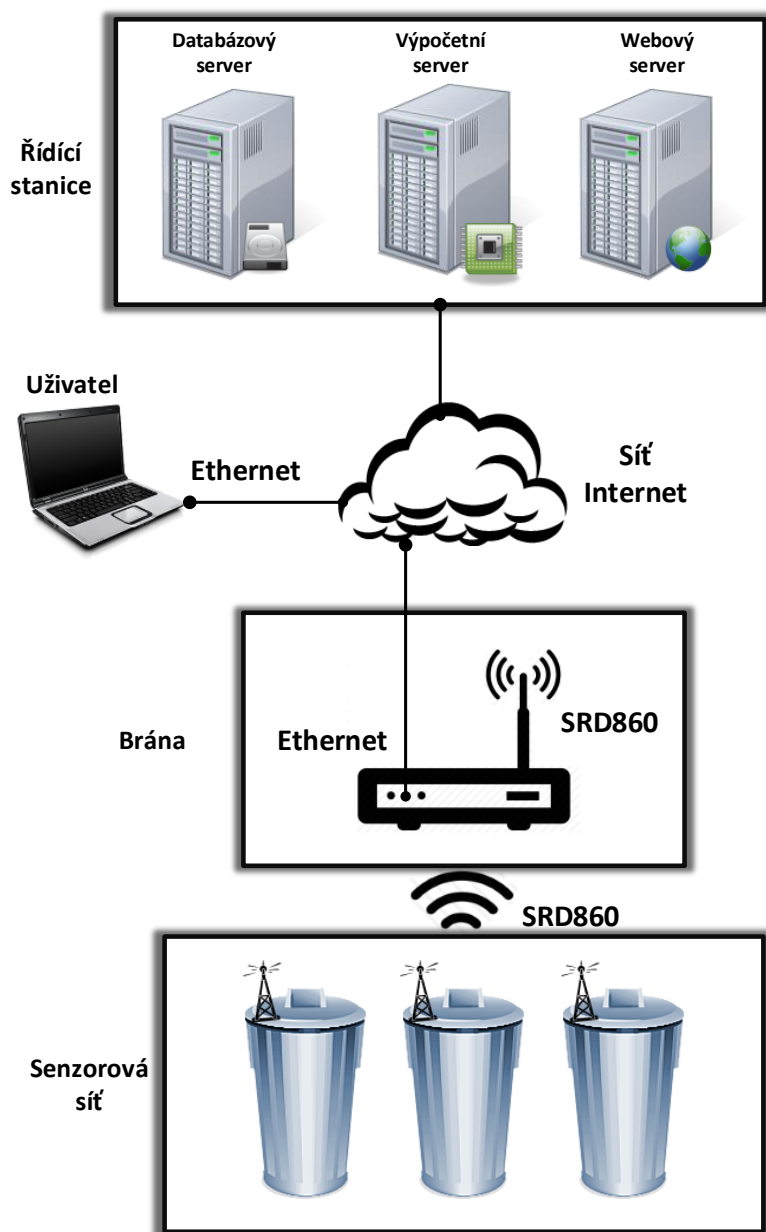 Databázový
server
Výpočetní
server
Webový
server
Řídící
stanice
Uživatel
Ethernet
Síť
Internet
Brána
Ethernet
SRD860
SRD860
Senzorová
síť